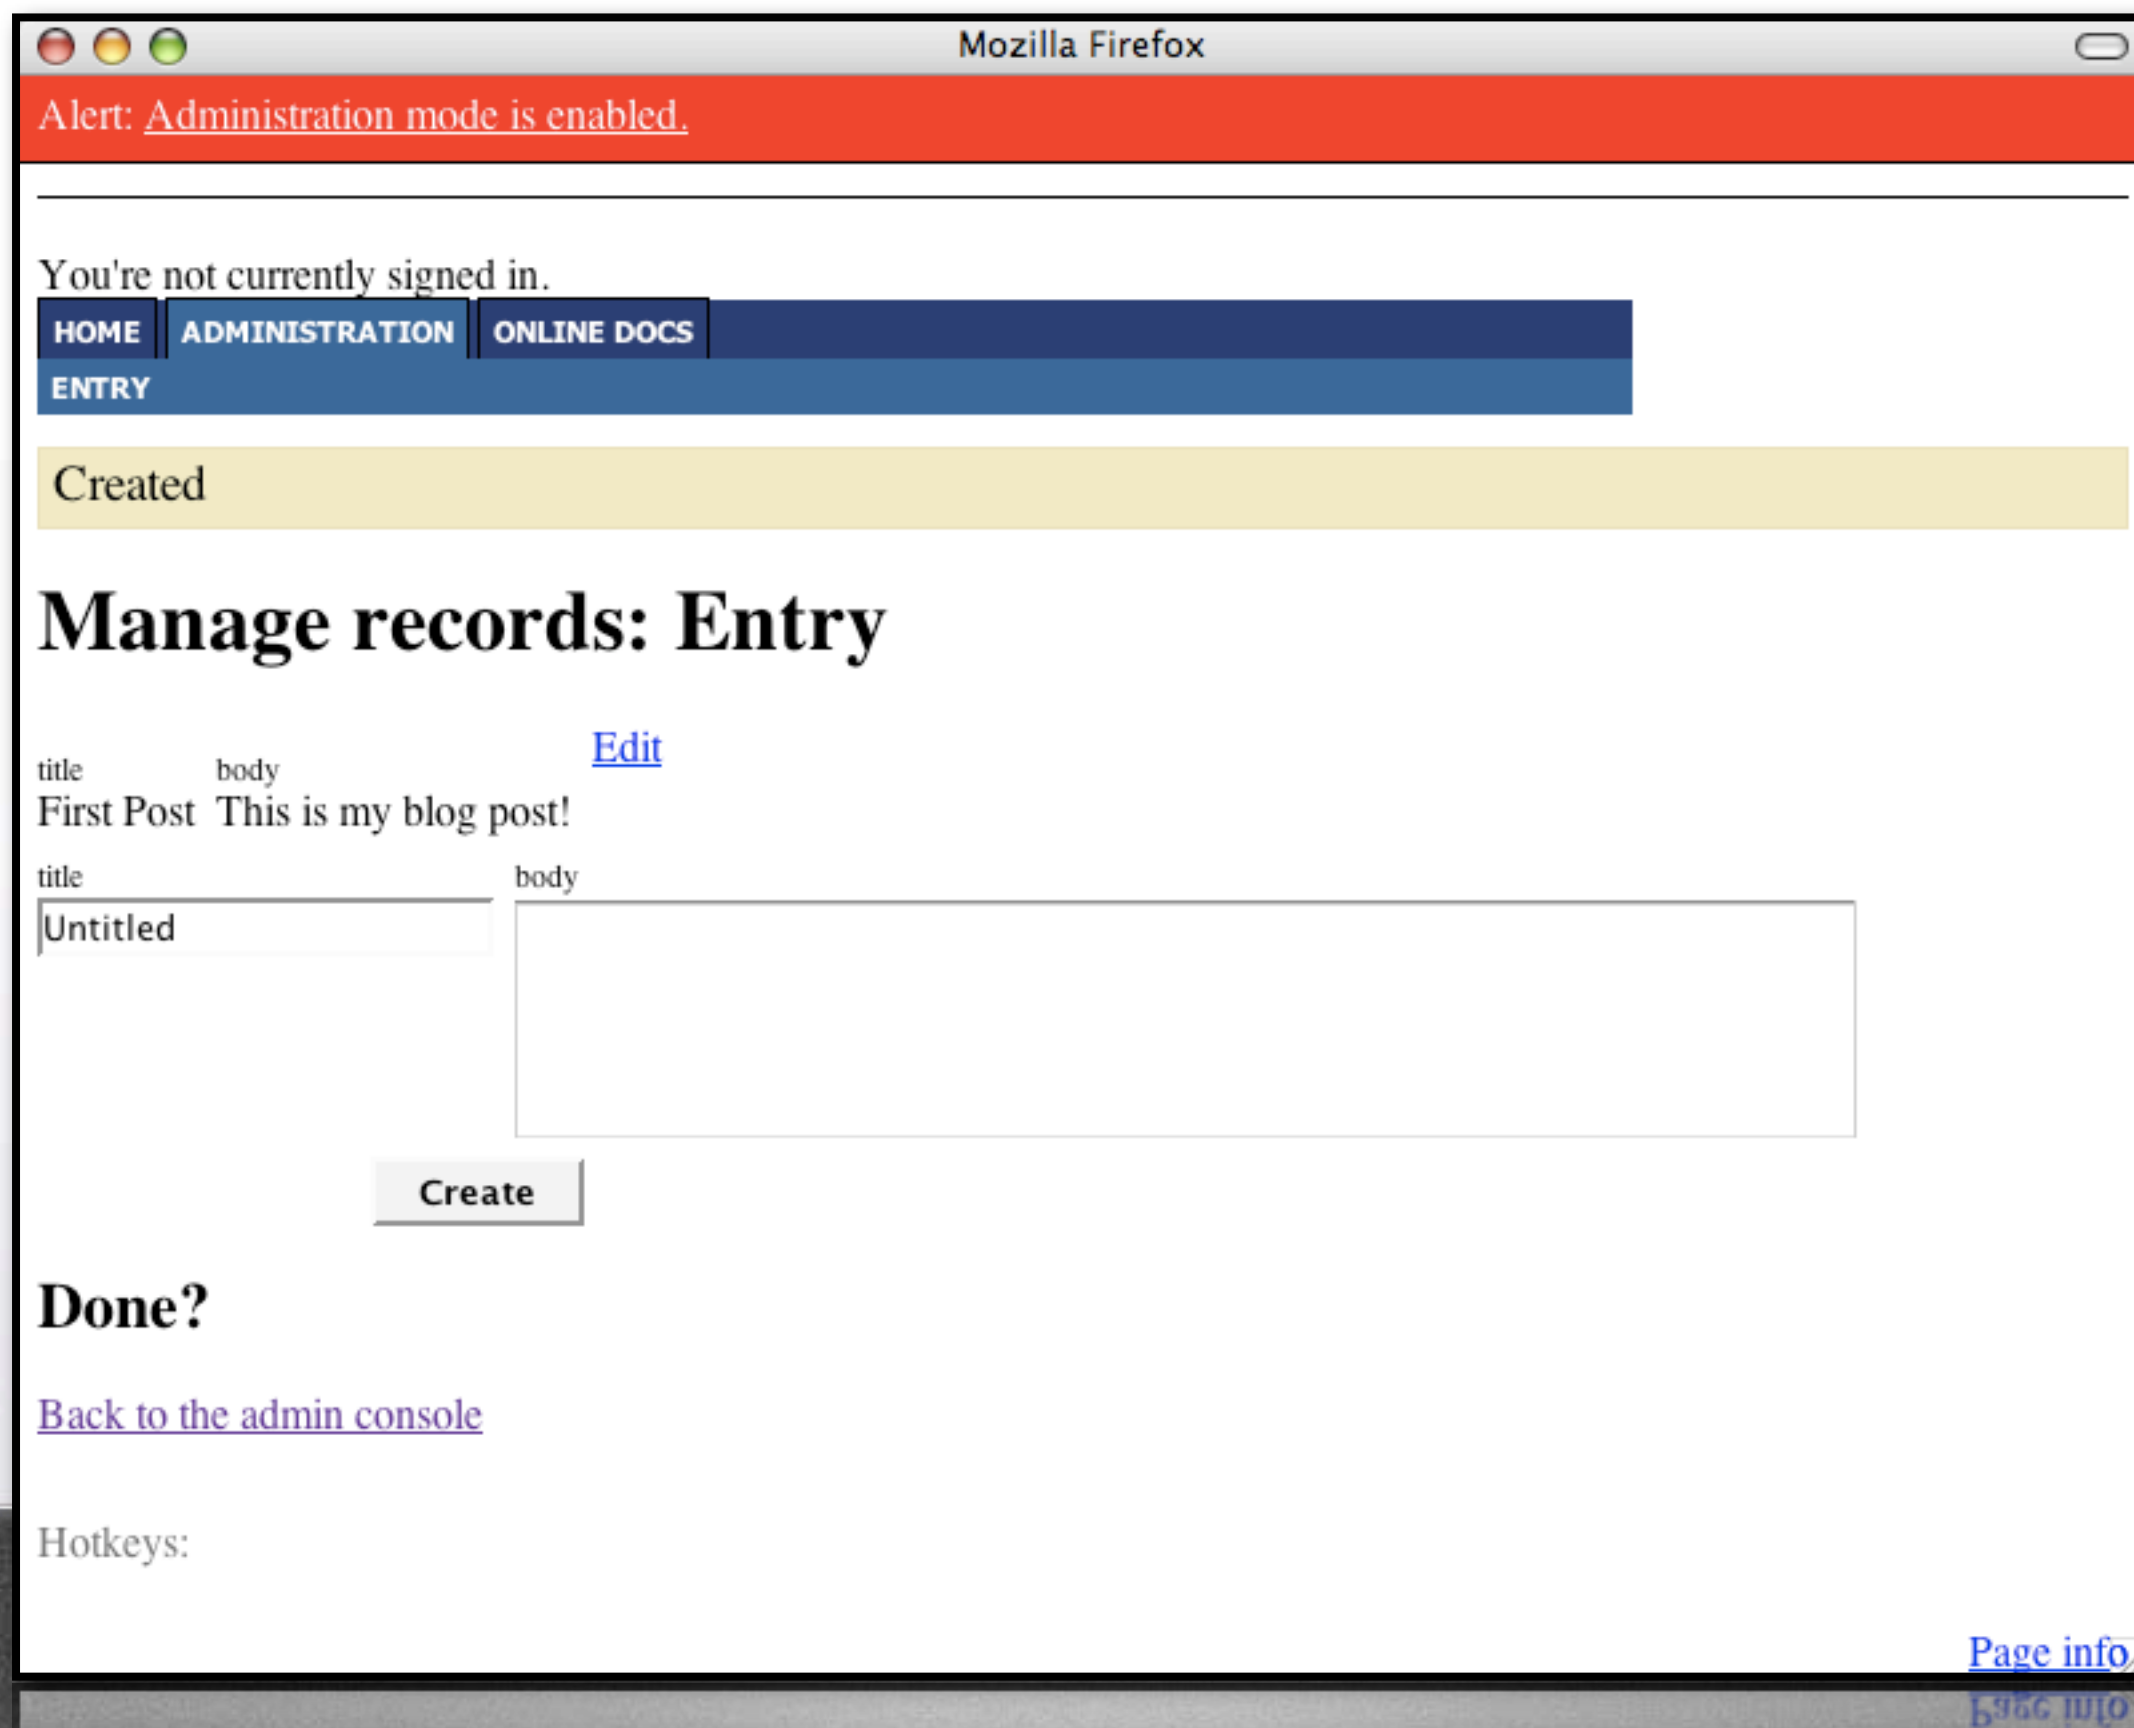 Mozilla Firefox
Alert: Administration mode is enabled.
You're not currently signed in.
HOME ADMINISTRATION ONLINE DOCS
ENTRY
Created
Manage records: Entry
Edit
title body
First Post This is my blog post!
title body
Untitled
Create
Done?
Back to the admin console
Hotkeys:
Page info